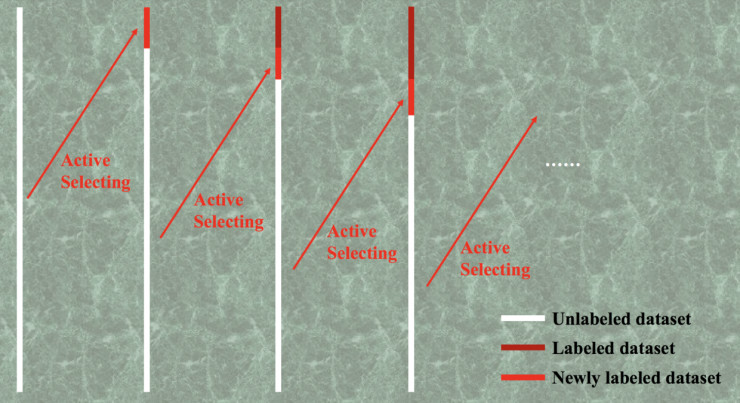 Active
Selecting
Active
Selecting
Active
Selecting
Active
Selecting
......
Unlabeled dataset
Labeled dataset
Newly labeled dataset